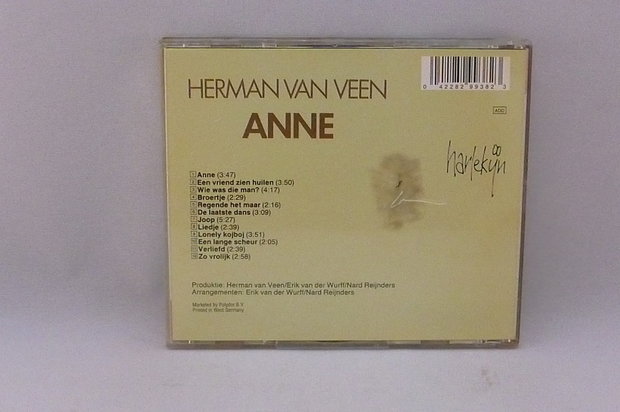 0 42282 99382 3
HERMAN VAN VEEN
ANNE
ADD
harlekijn
1 Anne (3:47)
2 Een vriend zien huilen (3:50)
3 Wie was die man? (4:17)
4 Broertje (2:29)
5 Regende het maar (2:16)
6 De laatste dans (3:09)
7 Joop (5:27)
8 Liedje (2:39)
9 Lonely kojboj (3:51)
10 Een lange scheur (2:05)
11 Verliefd (2:39)
12 Zo vrolijk (2:58)
Produktie: Herman van Veen/Erik van der Wurff/Nard Reijnders
Arrangementen: Erik van der Wurff/Nard Reijnders
Marketed by Polydor B.V.
Printed in West Germany